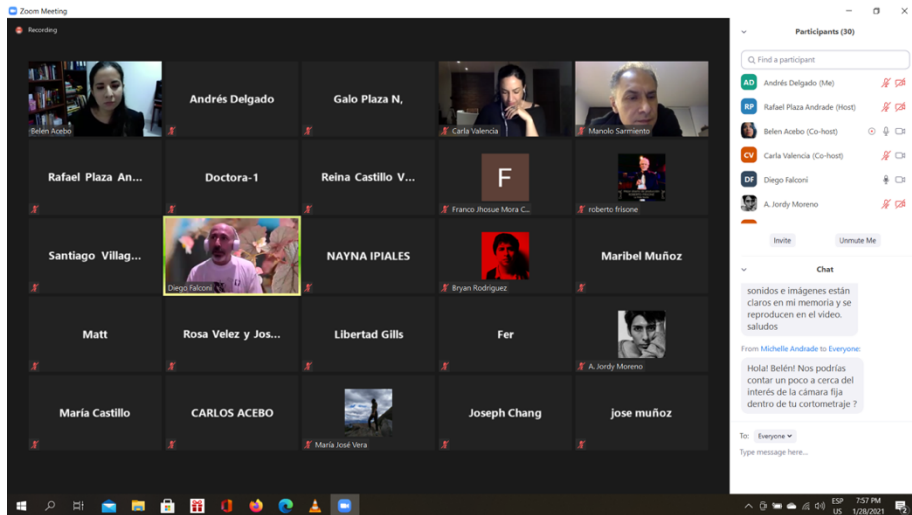 Zoom Meeting
Recording
Belén Acebo
Andrés Delgado
Galo Plaza N,
Carla Valencia
Manolo Sarmiento
Rafael Plaza An...
Doctora-1
Reina Castillo V...
F
Franco Jhosue Mora C...
roberto frisone
Santiago Villag...
Diego Falconi
NAYNA IPIALES
Bryan Rodriguez
Maribel Muñoz
Matt
Rosa Velez y Jos...
Libertad Gills
Fer
A. Jordy Moreno
María Castillo
CARLOS ACEBO
María José Vera
Joseph Chang
jose muñoz
Participants (30)
Find a participant
AD Andrés Delgado (Me)
RP Rafael Plaza Andrade (Host)
Belen Acebo (Co-host)
CV Carla Valencia (Co-host)
DF Diego Falconi
A. Jordy Moreno
Invite Unmute Me
Chat
sonidos e imágenes están
claros en mi memoria y se
reproducen en el video.
saludos
From Michelle Andrade to Everyone:
Hola! Belén! Nos podrías
contar un poco a cerca del
interés de la cámara fija
dentro de tu cortometraje ?
To: Everyone
Type message here...
ESP
US
7:57 PM
1/28/2021
2